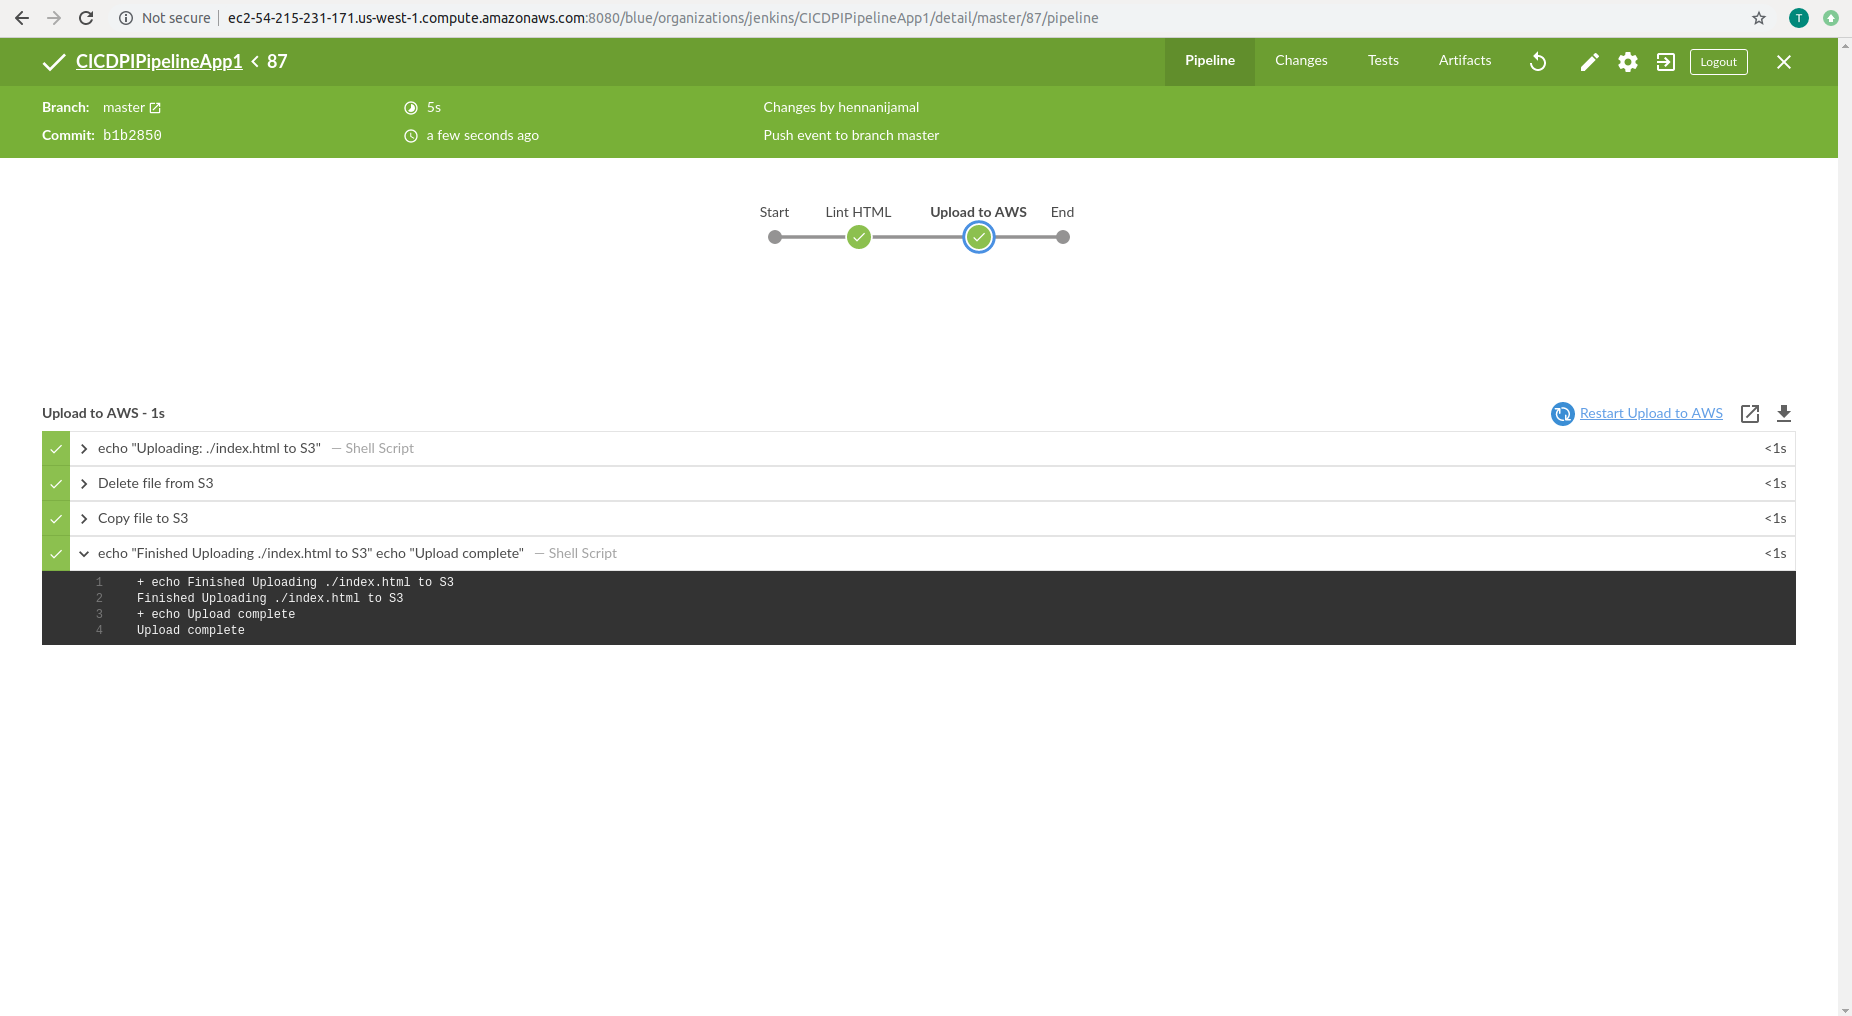 Not secure | ec2-54-215-231-171.us-west-1.compute.amazonaws.com:8080/blue/organizations/jenkins/CICDPIPipelineApp1/detail/master/87/pipeline
T
CICDPIPipelineApp1 < 87
Pipeline Changes Tests Artifacts Logout
Branch: master 5s Changes by hennanijamal
Commit: b1b2850 a few seconds ago Push event to branch master
Start Lint HTML Upload to AWS End
Upload to AWS - 1s Restart Upload to AWS
echo "Uploading: ./index.html to S3" — Shell Script <1s
Delete file from S3 <1s
Copy file to S3 <1s
echo "Finished Uploading ./index.html to S3" echo "Upload complete" — Shell Script <1s
1 + echo Finished Uploading ./index.html to S3
2 Finished Uploading ./index.html to S3
3 + echo Upload complete
4 Upload complete